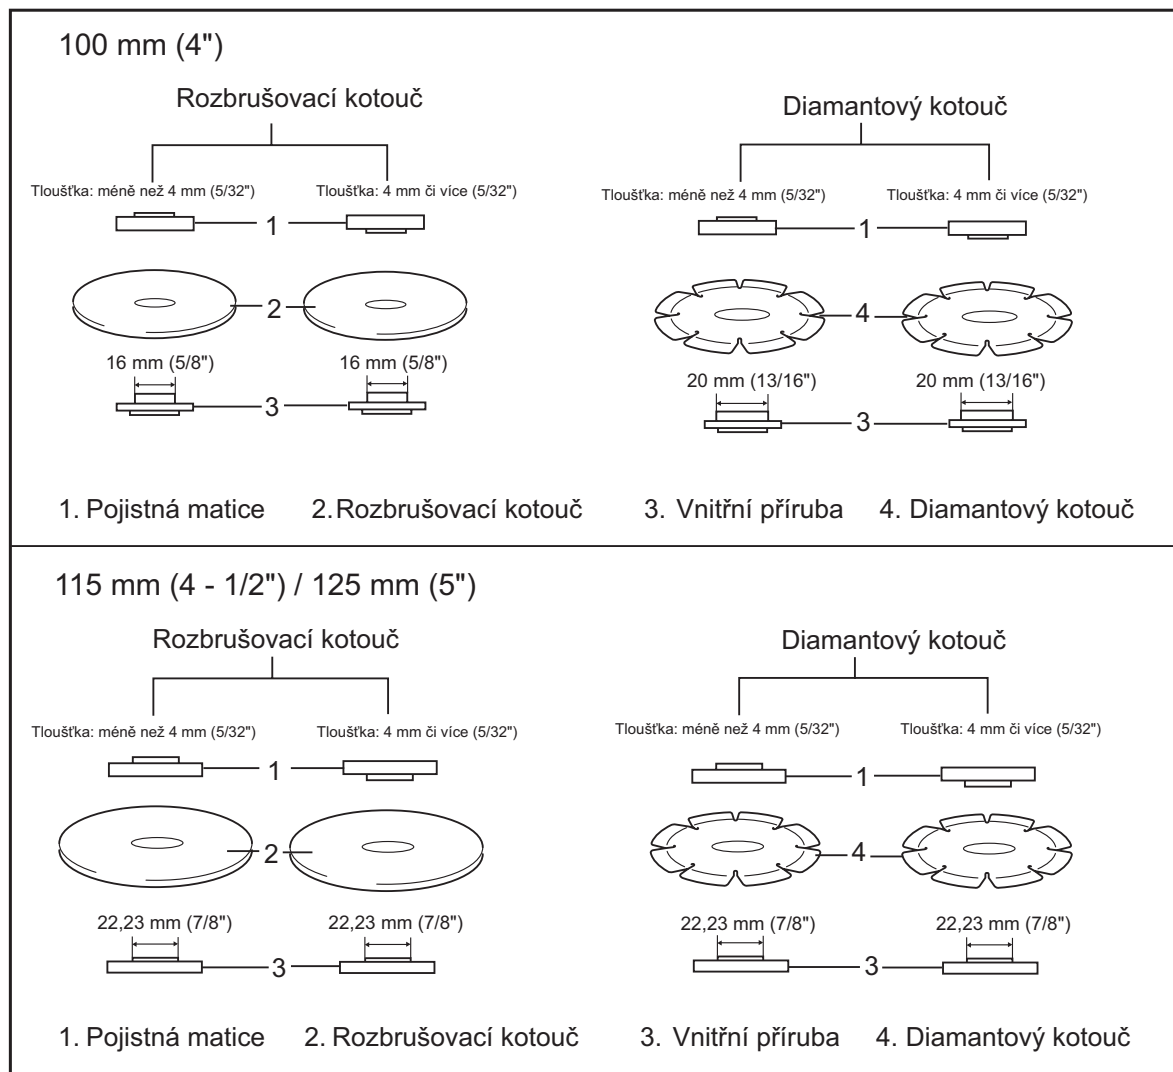 100 mm (4")
Rozbrušovací kotouč
Diamantový kotouč
Tloušťka: méně než 4 mm (5/32")
Tloušťka: 4 mm či více (5/32")
Tloušťka: méně než 4 mm (5/32")
Tloušťka: 4 mm či více (5/32")
1
1
2
4
16 mm (5/8")
16 mm (5/8")
20 mm (13/16")
20 mm (13/16")
3
3
1. Pojistná matice
2. Rozbrušovací kotouč
3. Vnitřní příruba
4. Diamantový kotouč
115 mm (4 - 1/2") / 125 mm (5")
Rozbrušovací kotouč
Diamantový kotouč
Tloušťka: méně než 4 mm (5/32")
Tloušťka: 4 mm či více (5/32")
Tloušťka: méně než 4 mm (5/32")
Tloušťka: 4 mm či více (5/32")
1
1
2
4
22,23 mm (7/8")
22,23 mm (7/8")
22,23 mm (7/8")
22,23 mm (7/8")
3
3
1. Pojistná matice
2. Rozbrušovací kotouč
3. Vnitřní příruba
4. Diamantový kotouč